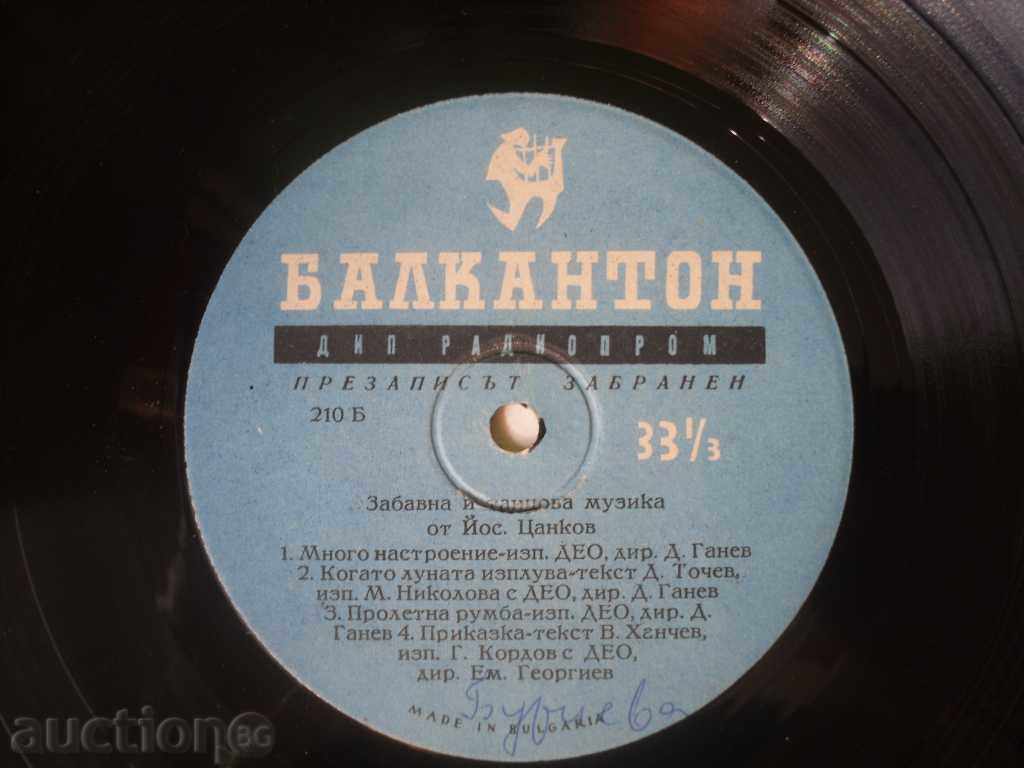 БАЛКАНТОН
ДИП РАДИОПРОМ
ПРЕЗАПИСЪТ ЗАБРАНЕН
210 Б
33 1/3
Забавна и танцова музика
от Йос. Цанков
1. Много настроение-изп. ДЕО, дир. Д. Ганев
2. Когато луната изплува-текст Д. Точев,
изп. М. Николова с ДЕО, дир. Д. Ганев
3. Пролетна румба-изп. ДЕО, дир. Д.
Ганев 4. Приказка-текст В. Ханчев,
изп. Г. Кордов с ДЕО,
дир. Ем. Георгиев
MADE IN BULGARIA
auction BG